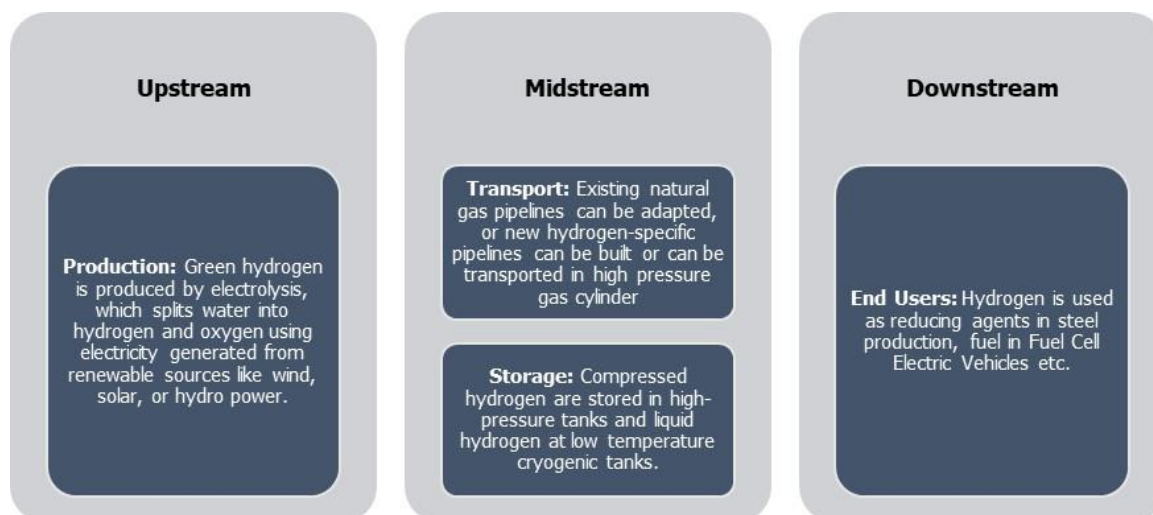 Upstream
Production: Green hydrogen
is produced by electrolysis,
which splits water into
hydrogen and oxygen using
electricity generated from
renewable sources like wind,
solar, or hydro power.
Midstream
Transport: Existing natural
gas pipelines can be adapted,
or new hydrogen-specific
pipelines can be built or can be
transported in high pressure
gas cylinder
Storage: Compressed
hydrogen are stored in high-
pressure tanks and liquid
hydrogen at low temperature
cryogenic tanks.
Downstream
End Users: Hydrogen is used
as reducing agents in steel
production, fuel in Fuel Cell
Electric Vehicles etc.